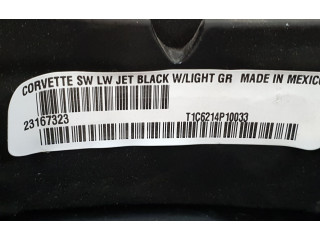 CORVETTE SW LW JET BLACK W/LIGHT GR MADE IN MEXICO
23167323 T1C6214P10033